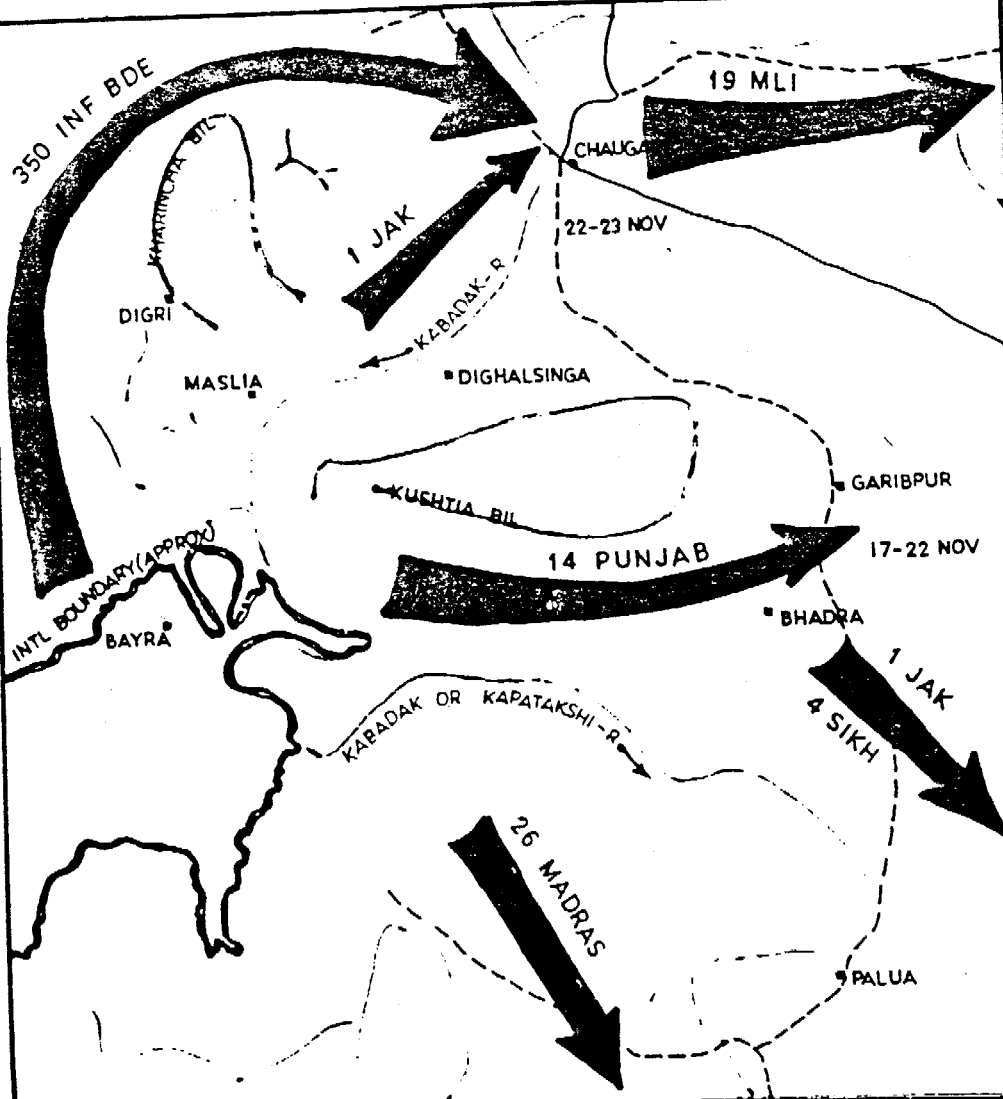 350 INF BDE
19 MLI
KHARINCHA BIL
CHAUGA
1 JAK
22-23 NOV
KABADAK-R
DIGRI
MASLIA
DIGHALSINGA
KUSHTIA BIL
GARIBPUR
14 PUNJAB
17-22 NOV
INTL BOUNDARY (APPROX)
BAYRA
BHADRA
1 JAK
4 SIKH
KABADAK OR KAPATAKSHI-R
26 MADRAS
PALUA